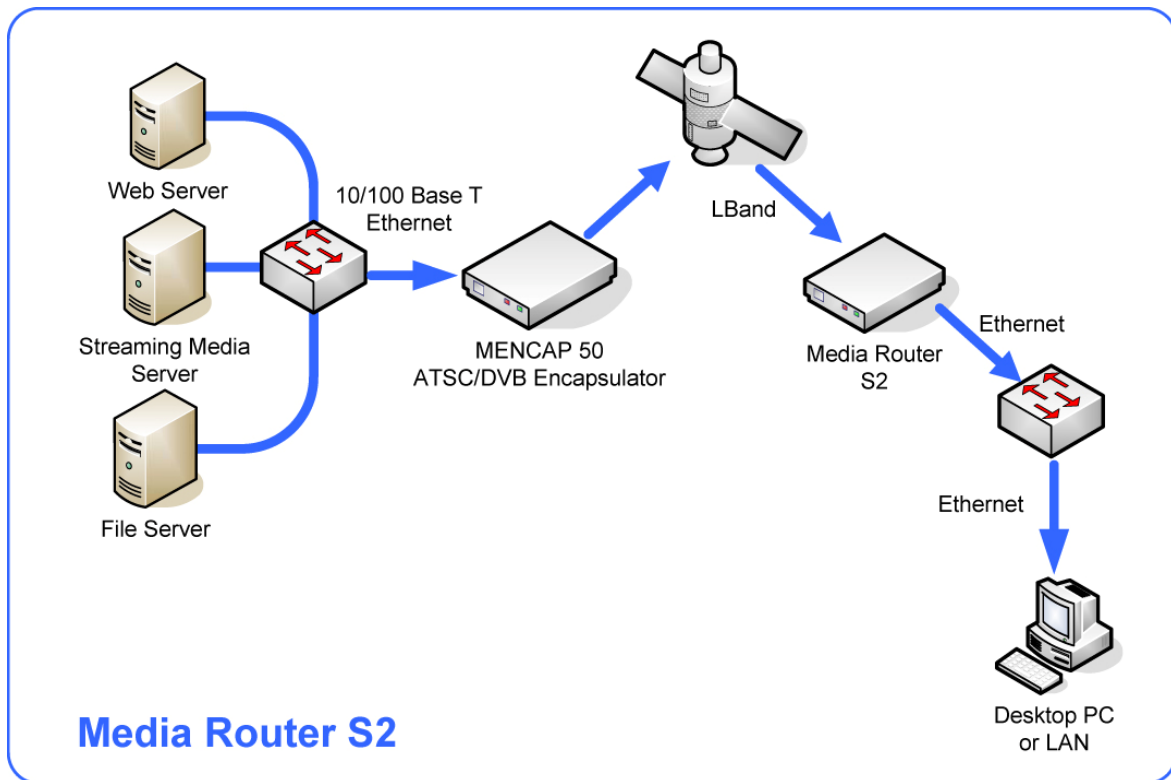 Web Server
10/100 Base T
Ethernet
LBand
Streaming Media
Server
MENCAP 50
ATSC/DVB Encapsulator
Media Router
S2
Ethernet
File Server
Ethernet
Desktop PC
or LAN
Media Router S2